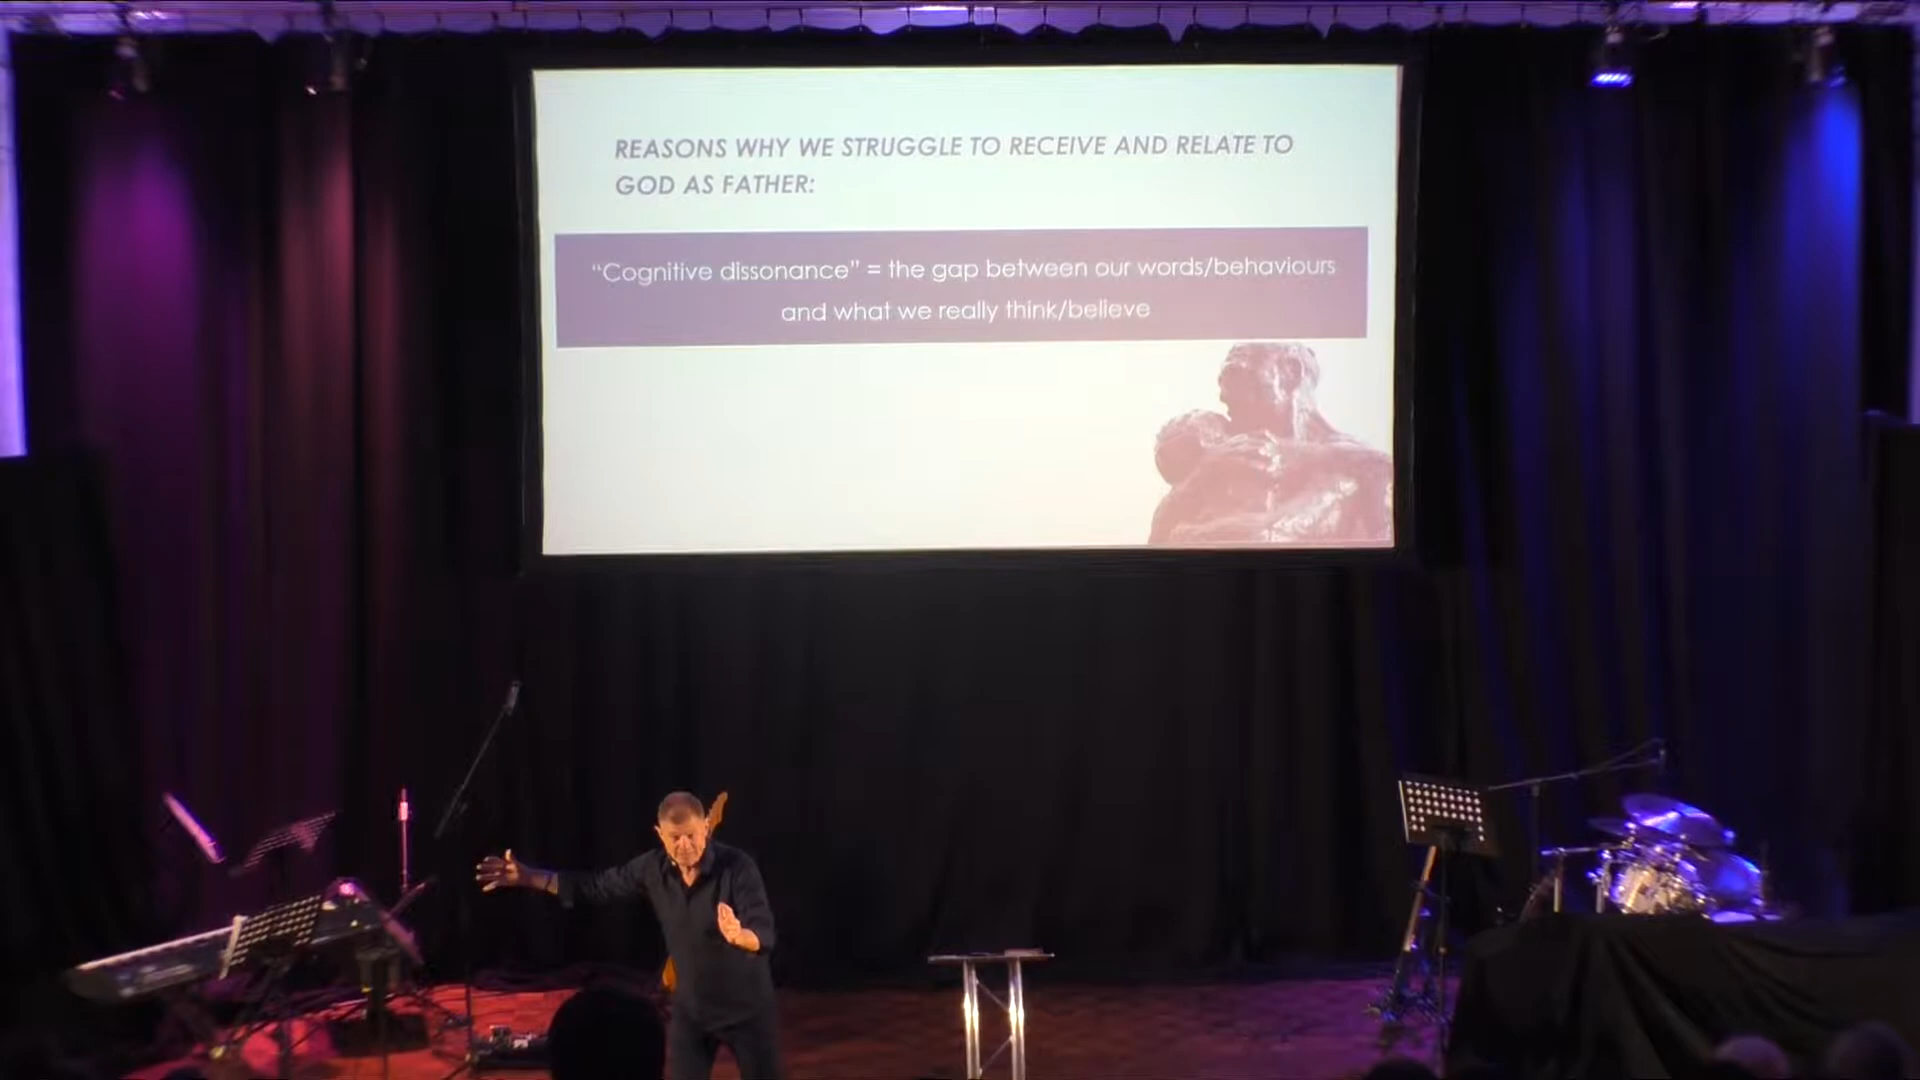 REASONS WHY WE STRUGGLE TO RECEIVE AND RELATE TO
GOD AS FATHER:
“Cognitive dissonance” = the gap between our words/behaviours
and what we really think/believe